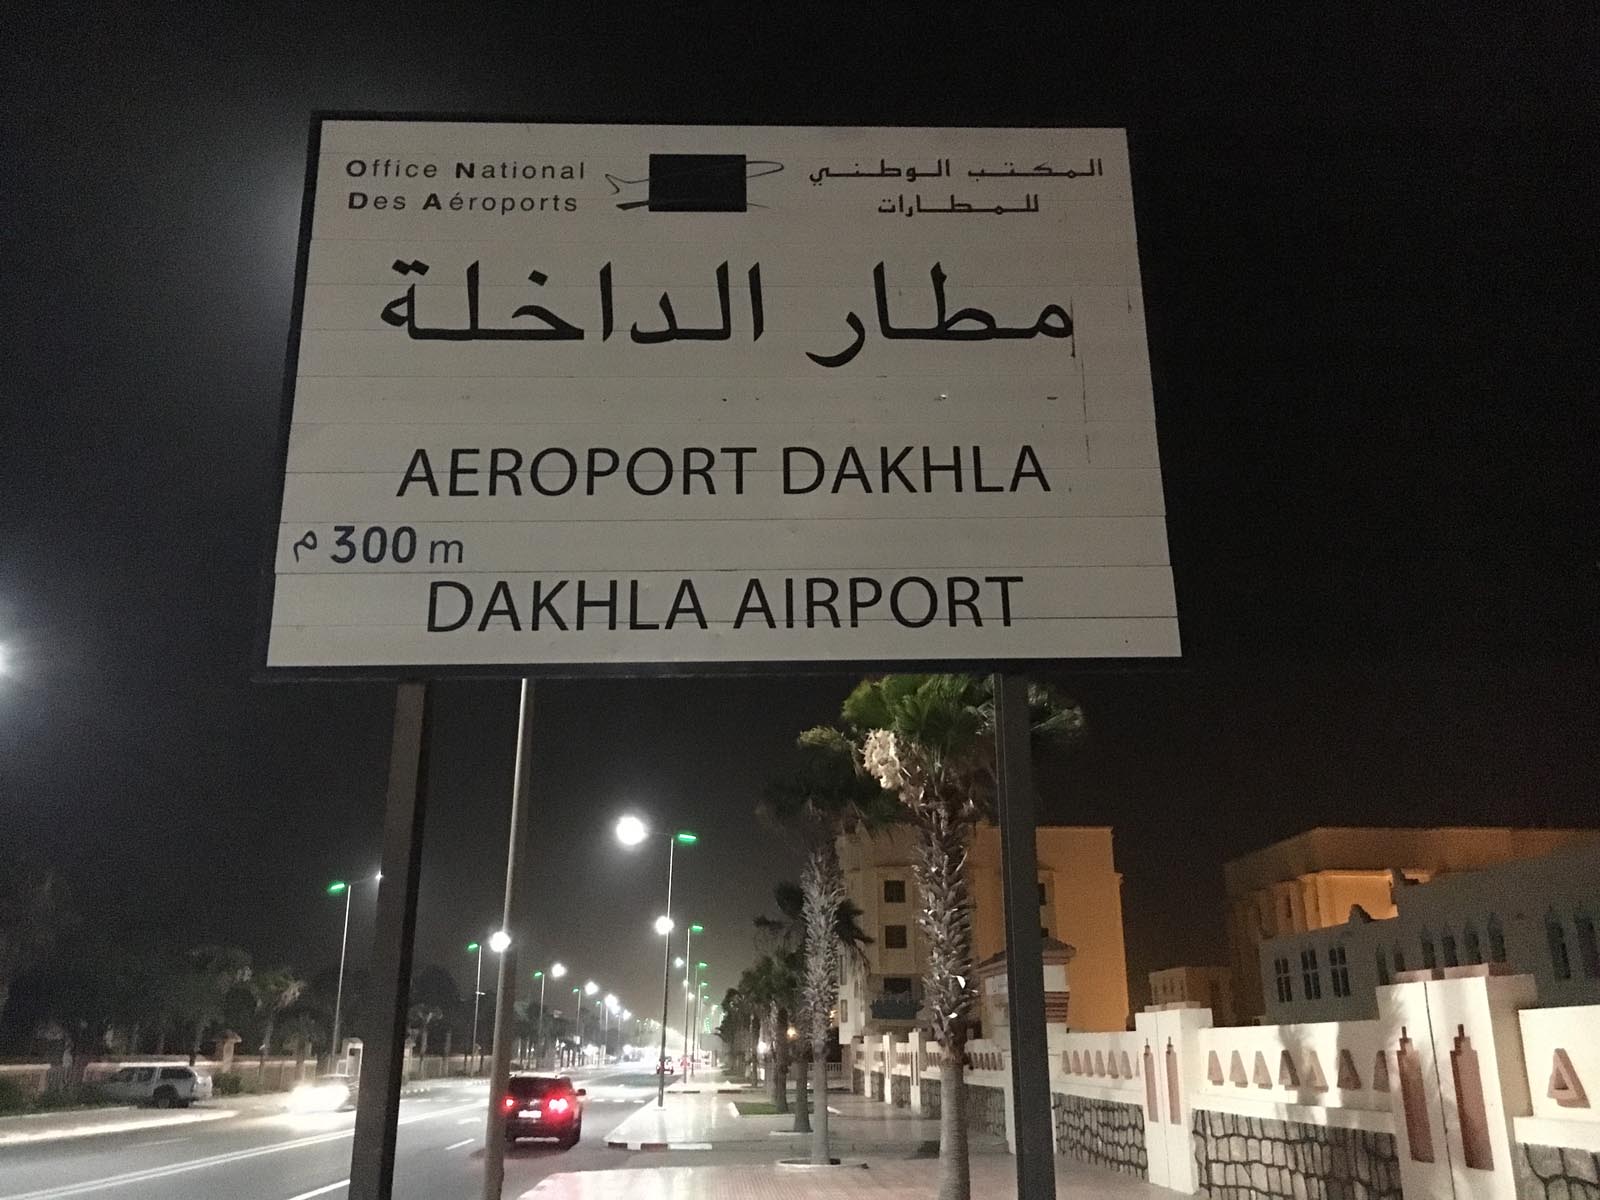 Office National
Des Aéroports
المكتب الوطني
للمطارات
مطار الداخلة
AEROPORT DAKHLA
م 300 m
DAKHLA AIRPORT